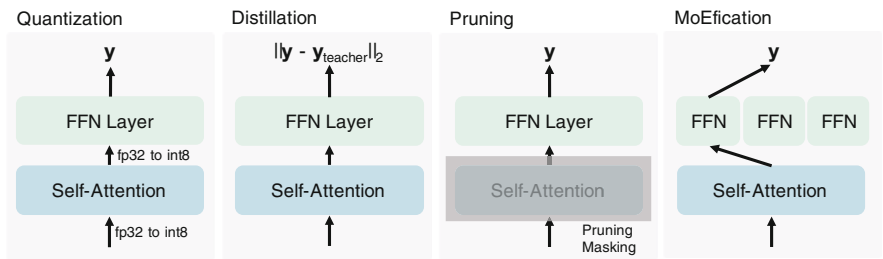 Quantization
y
FFN Layer
fp32 to int8
Self-Attention
fp32 to int8
Distillation
||y - y_teacher||_2
FFN Layer
Self-Attention
Pruning
y
FFN Layer
Self-Attention
Pruning
Masking
MoEfication
y
FFN FFN FFN
Self-Attention